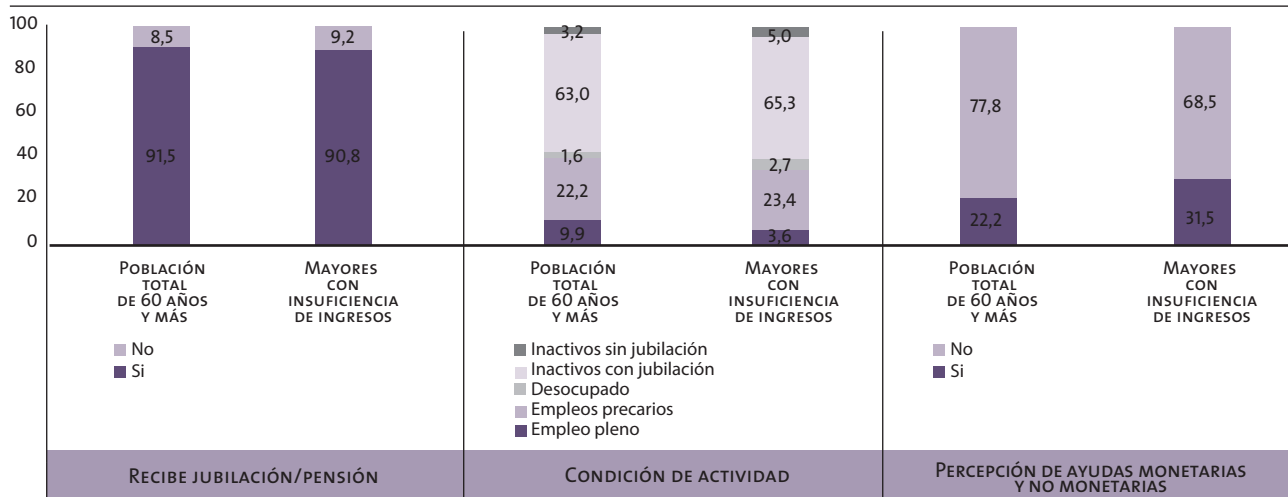 100
80
60
40
20
0
8,5
91,5
9,2
90,8
3,2
63,0
1,6
22,2
9,9
5,0
65,3
2,7
23,4
3,6
77,8
22,2
68,5
31,5
POBLACIÓN
TOTAL
DE 60 AÑOS
Y MÁS
MAYORES
CON
INSUFICIENCIA
DE INGRESOS
No
Si
POBLACIÓN
TOTAL
DE 60 AÑOS
Y MÁS
MAYORES
CON
INSUFICIENCIA
DE INGRESOS
Inactivos sin jubilación
Inactivos con jubilación
Desocupado
Empleos precarios
Empleo pleno
POBLACIÓN
TOTAL
DE 60 AÑOS
Y MÁS
MAYORES
CON
INSUFICIENCIA
DE INGRESOS
No
Si
RECIBE JUBILACIÓN/PENSIÓN
CONDICIÓN DE ACTIVIDAD
PERCEPCIÓN DE AYUDAS MONETARIAS
Y NO MONETARIAS